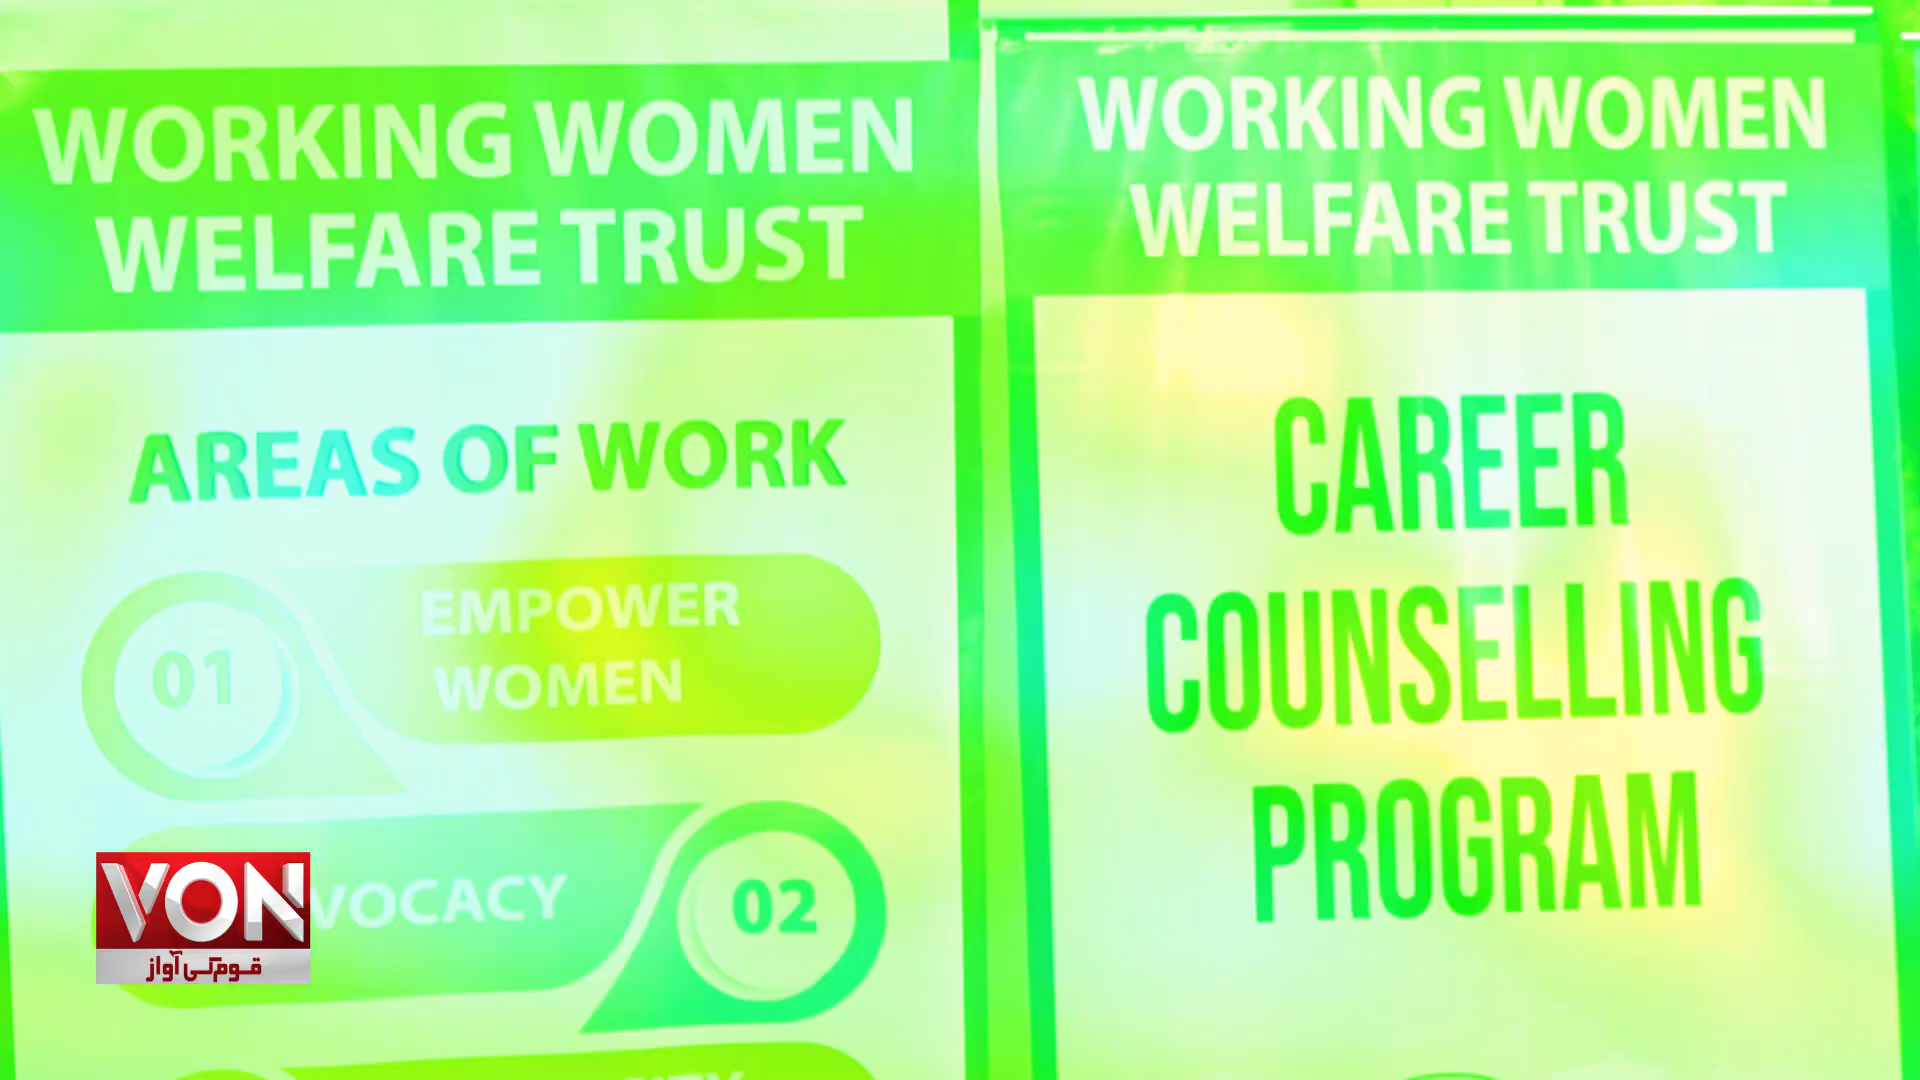 WORKING WOMEN
WELFARE TRUST
AREAS OF WORK
01
EMPOWER
WOMEN
02
WORKING WOMEN
WELFARE TRUST
CAREER
COUNSELLING
PROGRAM
VON
قوم کی آواز